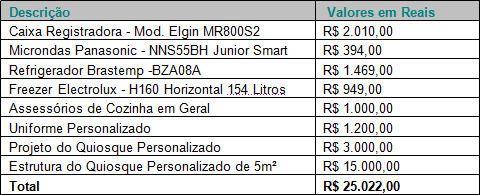 Descrição Valores em Reais
Caixa Registradora - Mod. Elgin MR800S2 R$ 2.010,00
Microndas Panasonic - NNS55BH Junior Smart R$ 394,00
Refrigerador Brastemp -BZA08A R$ 1.469,00
Freezer Electrolux - H160 Horizontal 154 Litros R$ 949,00
Assessórios de Cozinha em Geral R$ 1.000,00
Uniforme Personalizado R$ 1.200,00
Projeto do Quiosque Personalizado R$ 3.000,00
Estrutura do Quiosque Personalizado de 5m² R$ 15.000,00
Total R$ 25.022,00